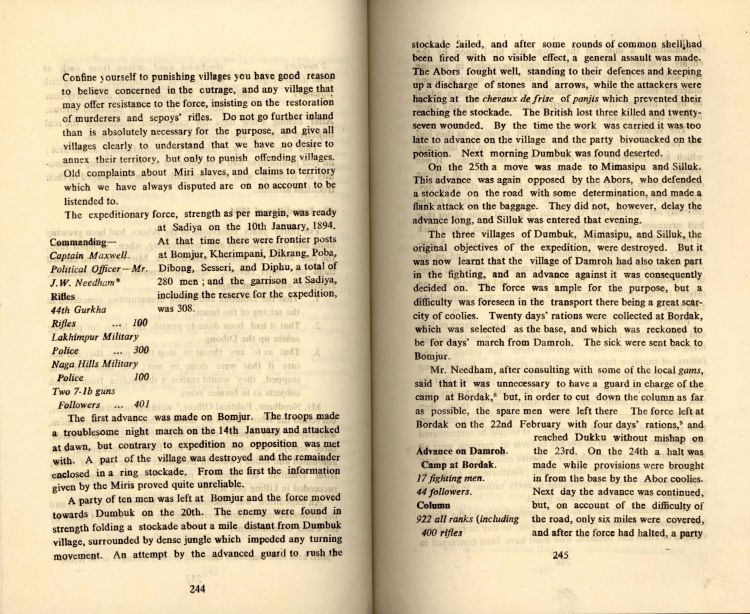 Confine yourself to punishing villages you have good reason
to believe concerned in the outrage, and any village that
may offer resistance to the force, insisting on the restoration
of murderers and sepoys' rifles. Do not go further inland
than is absolutely necessary for the purpose, and give all
villages clearly to understand that we have no desire to
annex their territory, but only to punish offending villages.
Old complaints about Miri slaves, and claims to territory
which we have always disputed are on no account to be
listened to.
The expeditionary force, strength as per margin, was ready
at Sadiya on the 10th January, 1894.
At that time there were frontier posts
at Bomjur, Kherimpani, Dikrang, Poba,
Dibong, Sesseri, and Diphu, a total of
280 men ; and the garrison at Sadiya,
including the reserve for the expedition,
was 308.
Commanding—
Captain Maxwell.
Political Officer—Mr.
J.W. Needham*
Rifles
44th Gurkha
Rifles ... 100
Lakhimpur Military
Police ... 300
Naga Hills Military
Police 100
Two 7-lb guns
Followers ... 401
The first advance was made on Bomjur. The troops made
a troublesome night march on the 14th January and attacked
at dawn, but contrary to expectation no opposition was met
with. A part of the village was destroyed and the remainder
enclosed in a ring stockade. From the first the information
given by the Miris proved quite unreliable.
A party of ten men was left at Bomjur and the force moved
towards Dumbuk on the 20th. The enemy were found in
strength folding a stockade about a mile distant from Dumbuk
village, surrounded by dense jungle which impeded any turning
movement. An attempt by the advanced guard to rush the
244
stockade failed, and after some rounds of common shell had
been fired with no visible effect, a general assault was made.
The Abors fought well, standing to their defences and keeping
up a discharge of stones and arrows, while the attackers were
hacking at the chevaux de frise of panjis which prevented their
reaching the stockade. The British lost three killed and twenty-
seven wounded. By the time the work was carried it was too
late to advance on the village and the party bivouacked on the
position. Next morning Dumbuk was found deserted.
On the 25th a move was made to Mimasipu and Silluk.
This advance was again opposed by the Abors, who defended
a stockade on the road with some determination, and made a
flank attack on the baggage. They did not, however, delay the
advance long, and Silluk was entered that evening.
The three villages of Dumbuk, Mimasipu, and Silluk, the
original objectives of the expedition, were destroyed. But it
was now learnt that the village of Damroh had also taken part
in the fighting, and an advance against it was consequently
decided on. The force was ample for the purpose, but a
difficulty was foreseen in the transport there being a great scar-
city of coolies. Twenty days' rations were collected at Bordak,
which was selected as the base, and which was reckoned to
be for days' march from Damroh. The sick were sent back to
Bomjur.
Mr. Needham, after consulting with some of the local gams,
said that it was unnecessary to have a guard in charge of the
camp at Bordak,⁸ but, in order to cut down the column as far
as possible, the spare men were left there The force left at
Bordak on the 22nd February with four days' rations,⁹ and
reached Dukku without mishap on
the 23rd. On the 24th a halt was
made while provisions were brought
in from the base by the Abor coolies.
Next day the advance was continued,
but, on account of the difficulty of
the road, only six miles were covered,
and after the force had halted, a party
Advance on Damroh.
Camp at Bordak.
17 fighting men.
44 followers.
Column
922 all ranks (including
400 rifles
245